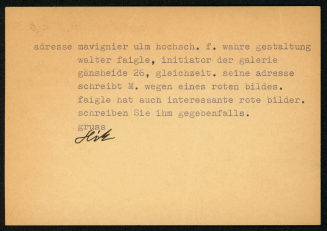 adresse mavignier ulm hochsch. f. wahre gestaltung
walter faigle, initiator der galerie
gänsheide 26, gleichzeit. seine adresse
schreibt M. wegen eines roten bildes.
faigle hat auch interessante rote bilder.
schreiben Sie ihm gegebenfalls.
gruss